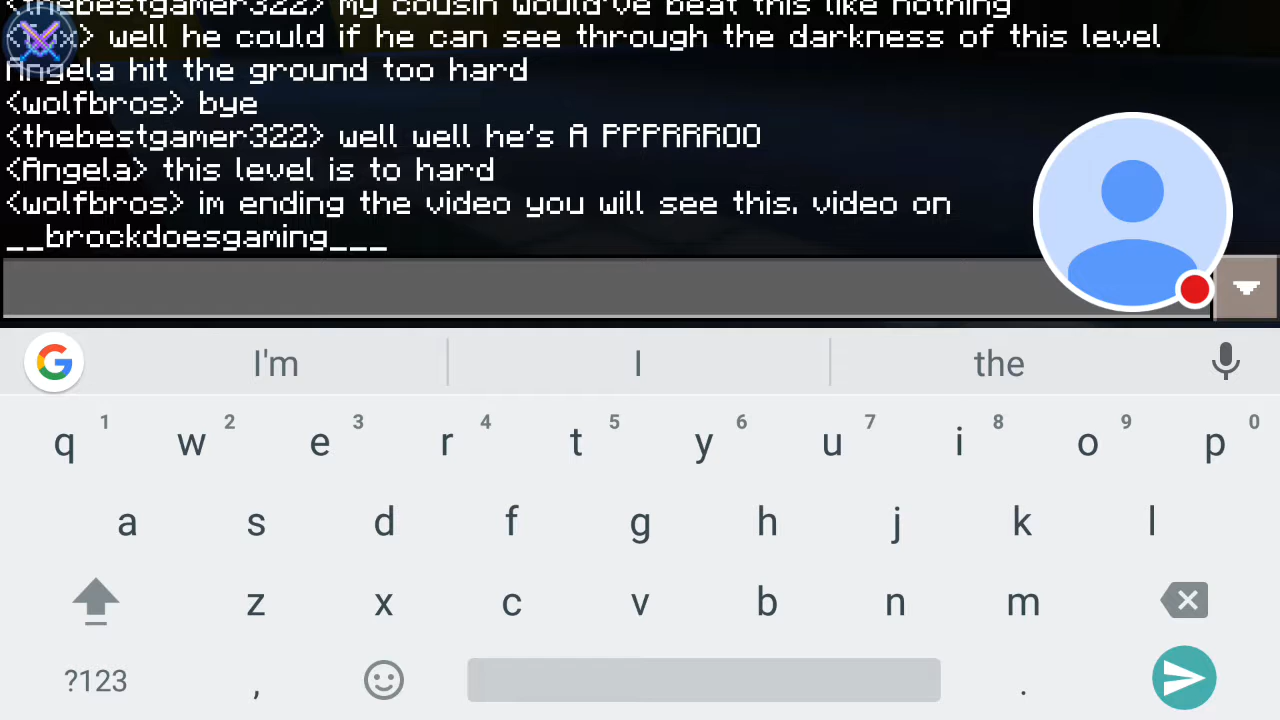 <thebestgamer322> my cousin would've beat this like nothing
well he could if he can see through the darkness of this level
Angela hit the ground too hard
<wolfbros> bye
<thebestgamer322> well well he's A PPPRRROO
<Angela> this level is to hard
<wolfbros> im ending the video you will see this. video on
__brockdoesgaming___
I'm I the
q 1 w 2 e 3 r 4 t 5 y 6 u 7 i 8 o 9 p 0
a s d f g h j k l
z x c v b n m
?123 , .